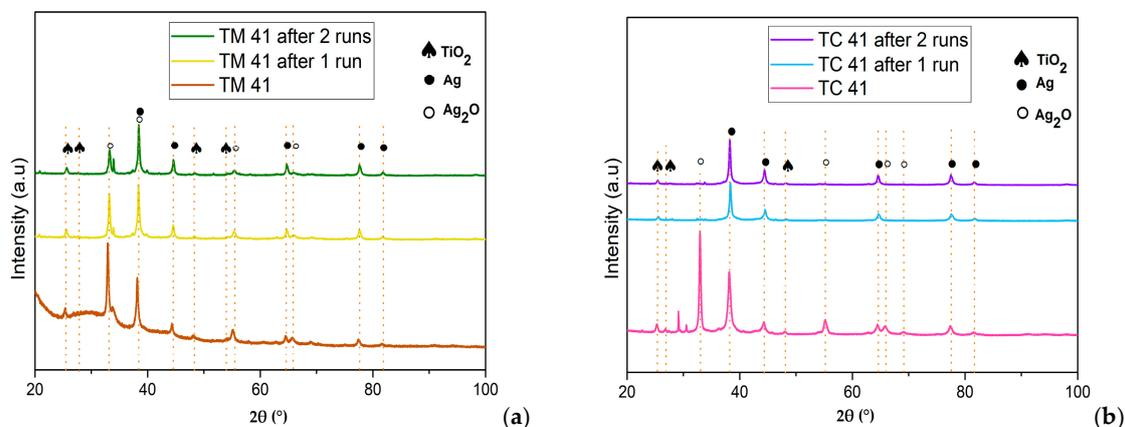 TM 41 after 2 runs
TM 41 after 1 run
TM 41
TiO2
Ag
Ag2O
Intensity (a.u)
20 40 60 80 100
2θ (°)
(a)
TC 41 after 2 runs
TC 41 after 1 run
TC 41
TiO2
Ag
Ag2O
Intensity (a.u
20 40 60 80 100
2θ (°)
(b)